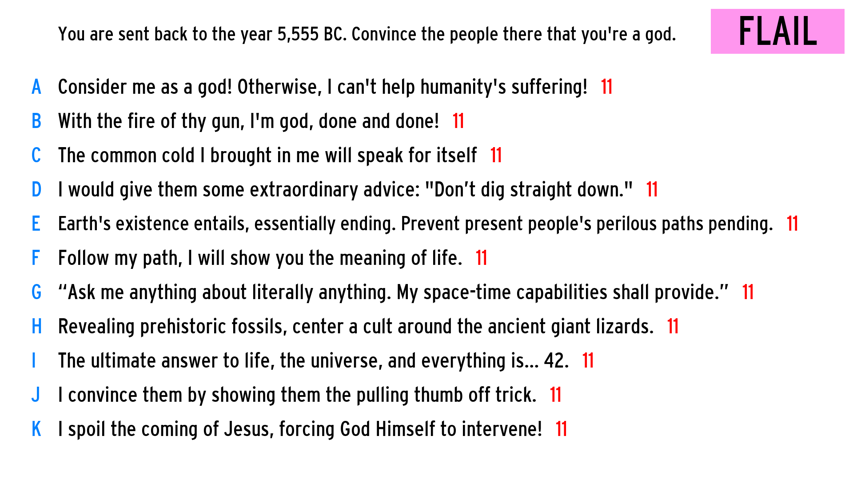 You are sent back to the year 5,555 BC. Convince the people there that you're a god.
FLAIL
A Consider me as a god! Otherwise, I can't help humanity's suffering! 11
B With the fire of thy gun, I'm god, done and done! 11
C The common cold I brought in me will speak for itself 11
D I would give them some extraordinary advice: "Don’t dig straight down." 11
E Earth's existence entails, essentially ending. Prevent present people's perilous paths pending. 11
F Follow my path, I will show you the meaning of life. 11
G “Ask me anything about literally anything. My space-time capabilities shall provide.” 11
H Revealing prehistoric fossils, center a cult around the ancient giant lizards. 11
I The ultimate answer to life, the universe, and everything is... 42. 11
J I convince them by showing them the pulling thumb off trick. 11
K I spoil the coming of Jesus, forcing God Himself to intervene! 11